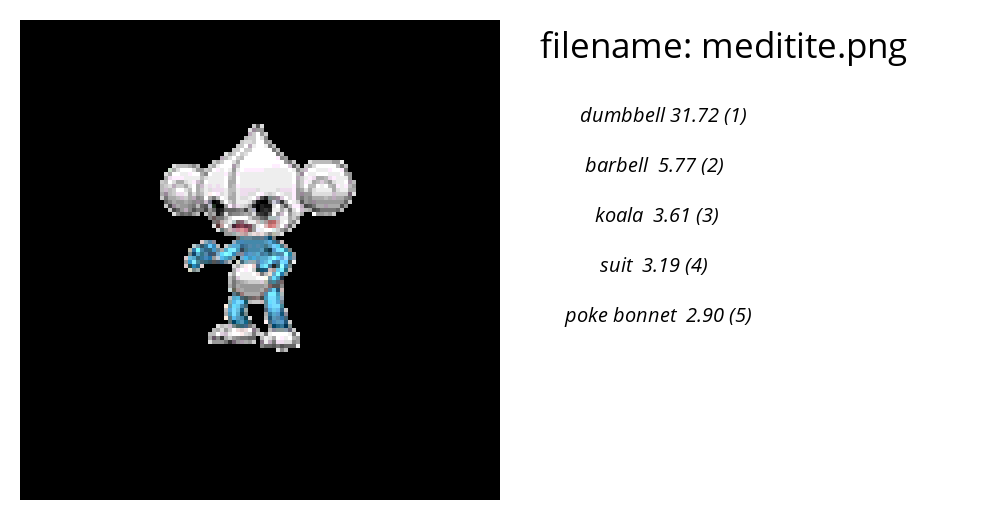 filename: meditite.png
dumbbell 31.72 (1)
barbell  5.77 (2)
koala  3.61 (3)
suit  3.19 (4)
poke bonnet  2.90 (5)